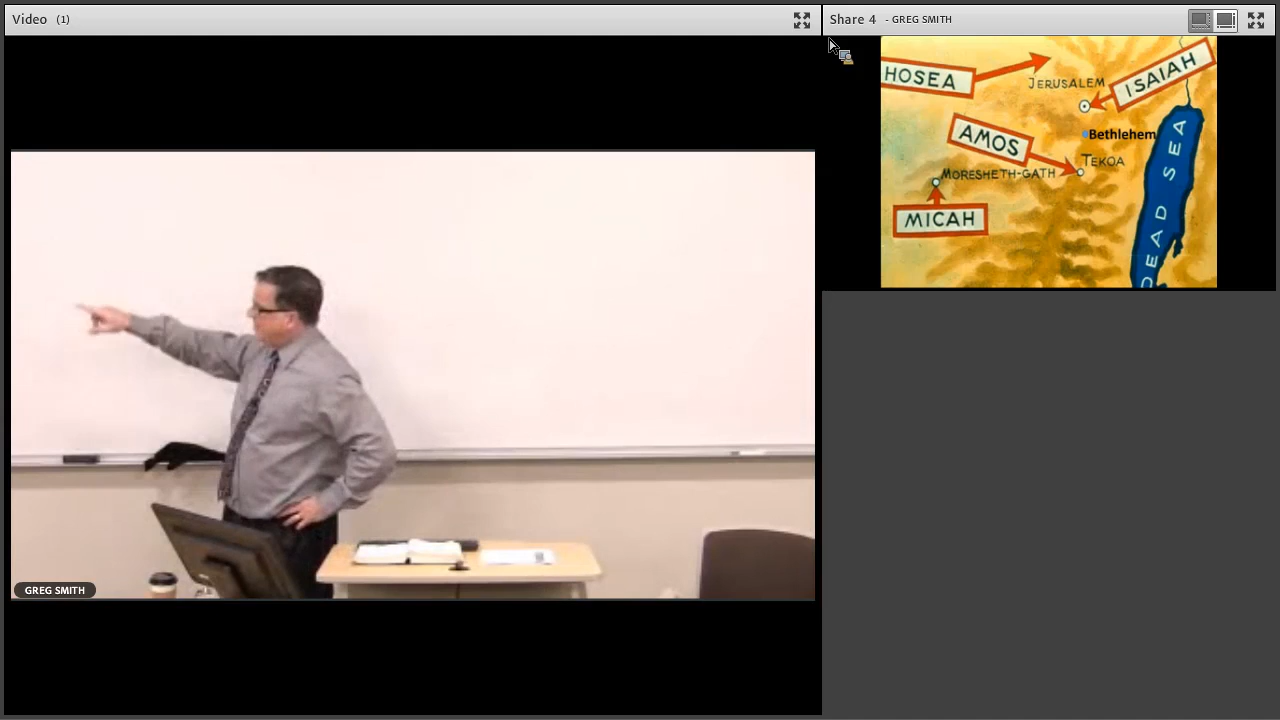 Video (1)
Share 4 - GREG SMITH
HOSEA
JERUSALEM
ISAIAH
AMOS
Bethlehem
TEKOA
MORESHETH-GATH
MICAH
DEAD SEA
GREG SMITH